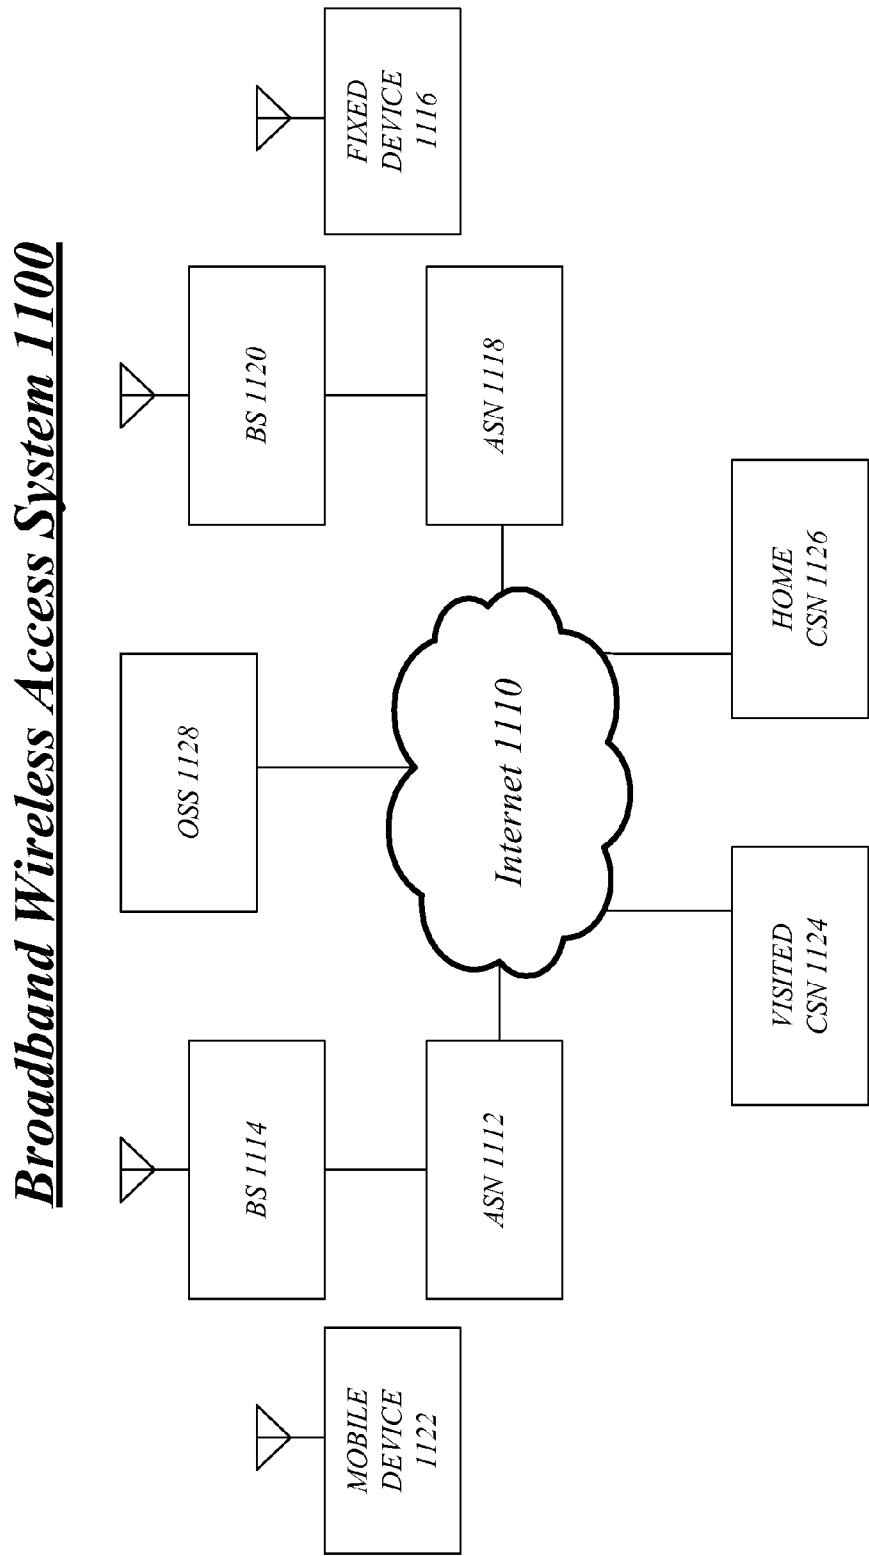 Broadband Wireless Access System 1100
OSS 1128
BS 1114
BS 1120
MOBILE
DEVICE
1122
FIXED
DEVICE
1116
ASN 1112
Internet 1110
ASN 1118
VISITED
CSN 1124
HOME
CSN 1126